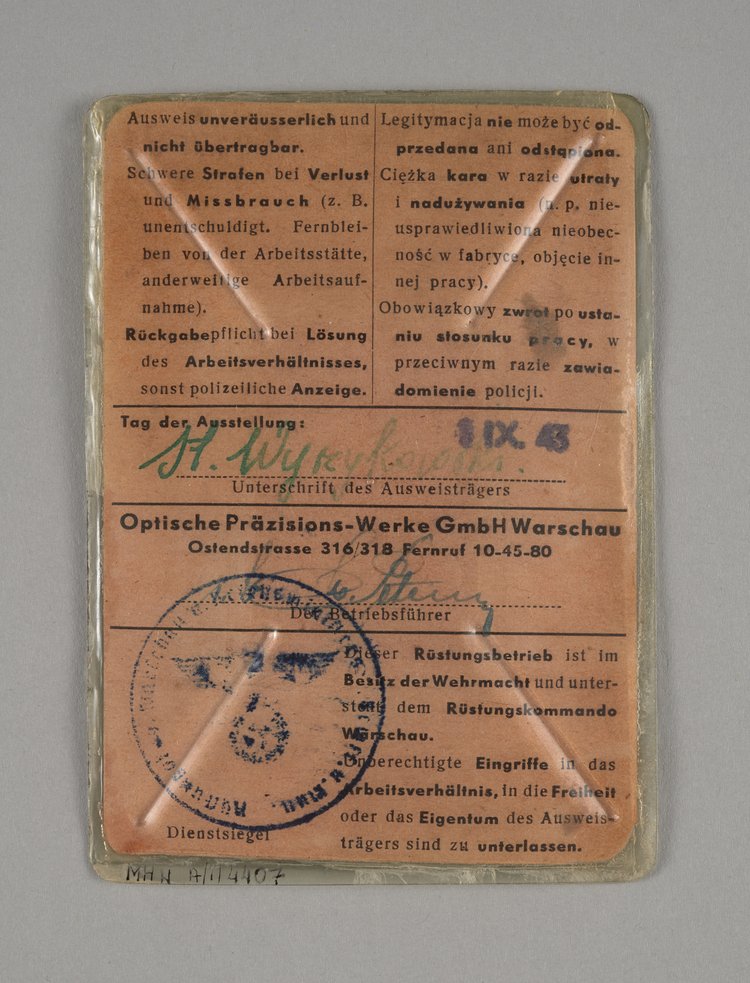 Ausweis unveräusserlich und
nicht übertragbar.
Schwere Strafen bei Verlust
und Missbrauch (z. B.
unentschuldigt. Fernblei-
ben von der Arbeitsstätte,
anderweitige Arbeitsauf-
nahme).
Rückgabepflicht bei Lösung
des Arbeitsverhältnisses,
sonst polizeiliche Anzeige.
Legitymacja nie może być od-
przedana ani odstąpiona.
Ciężka kara w razie utraty
i nadużywania (n. p. nie-
usprawiedliwiona nieobec-
ność w fabryce, objęcie in-
nej pracy).
Obowiązkowy zwrot po usta-
niu stosunku pracy, w
przeciwnym razie zawia-
domienie policji.
Tag der Ausstellung:
1 IX. 43
St. Wyrzykowska.
Unterschrift des Ausweisträgers
Optische Präzisions-Werke GmbH Warschau
Ostendstrasse 316/318 Fernruf 10-45-80
Der Betriebsführer
Dieser Rüstungsbetrieb ist im
Besitz der Wehrmacht und unter-
steht dem Rüstungskommando
Warschau.
Unberechtigte Eingriffe in das
Arbeitsverhältnis, in die Freiheit
oder das Eigentum des Ausweis-
trägers sind zu unterlassen.
Dienstsiegel
MHW A/I/4407